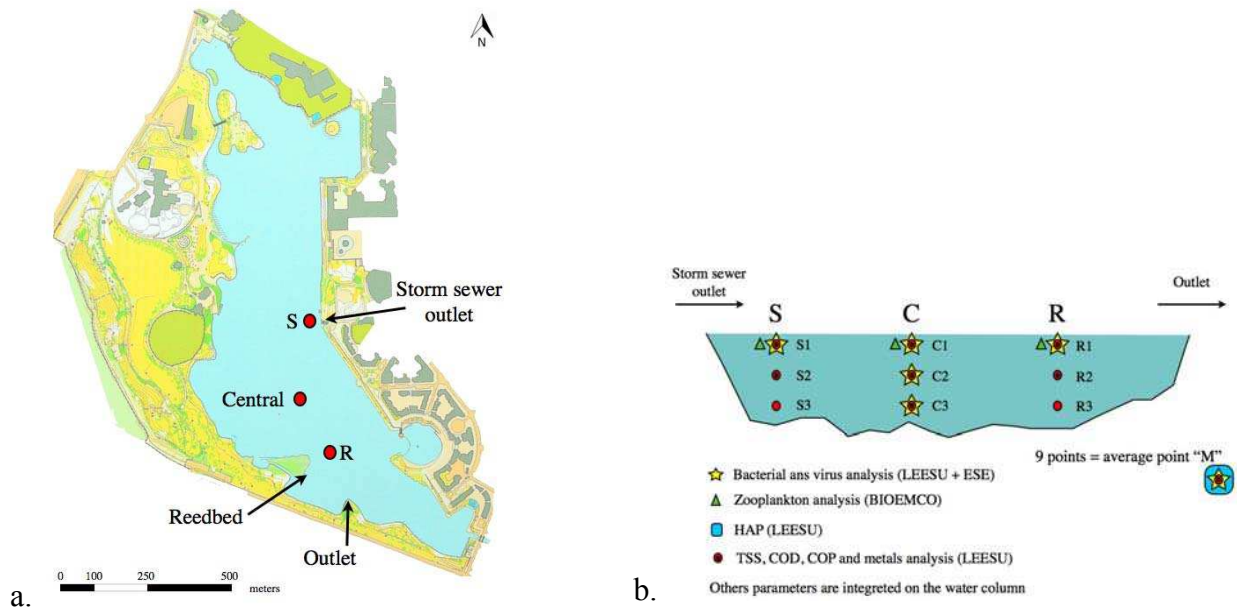 N
Storm sewer
outlet
S
Central
R
Reedbed
Outlet
0 100 250 500
meters
a.
Storm sewer
outlet
Outlet
S C R
S1 C1 R1
S2 C2 R2
S3 C3 R3
9 points = average point “M”
Bacterial ans virus analysis (LEESU + ESE)
Zooplankton analysis (BIOEMCO)
HAP (LEESU)
TSS, COD, COP and metals analysis (LEESU)
Others parameters are integreted on the water column
b.